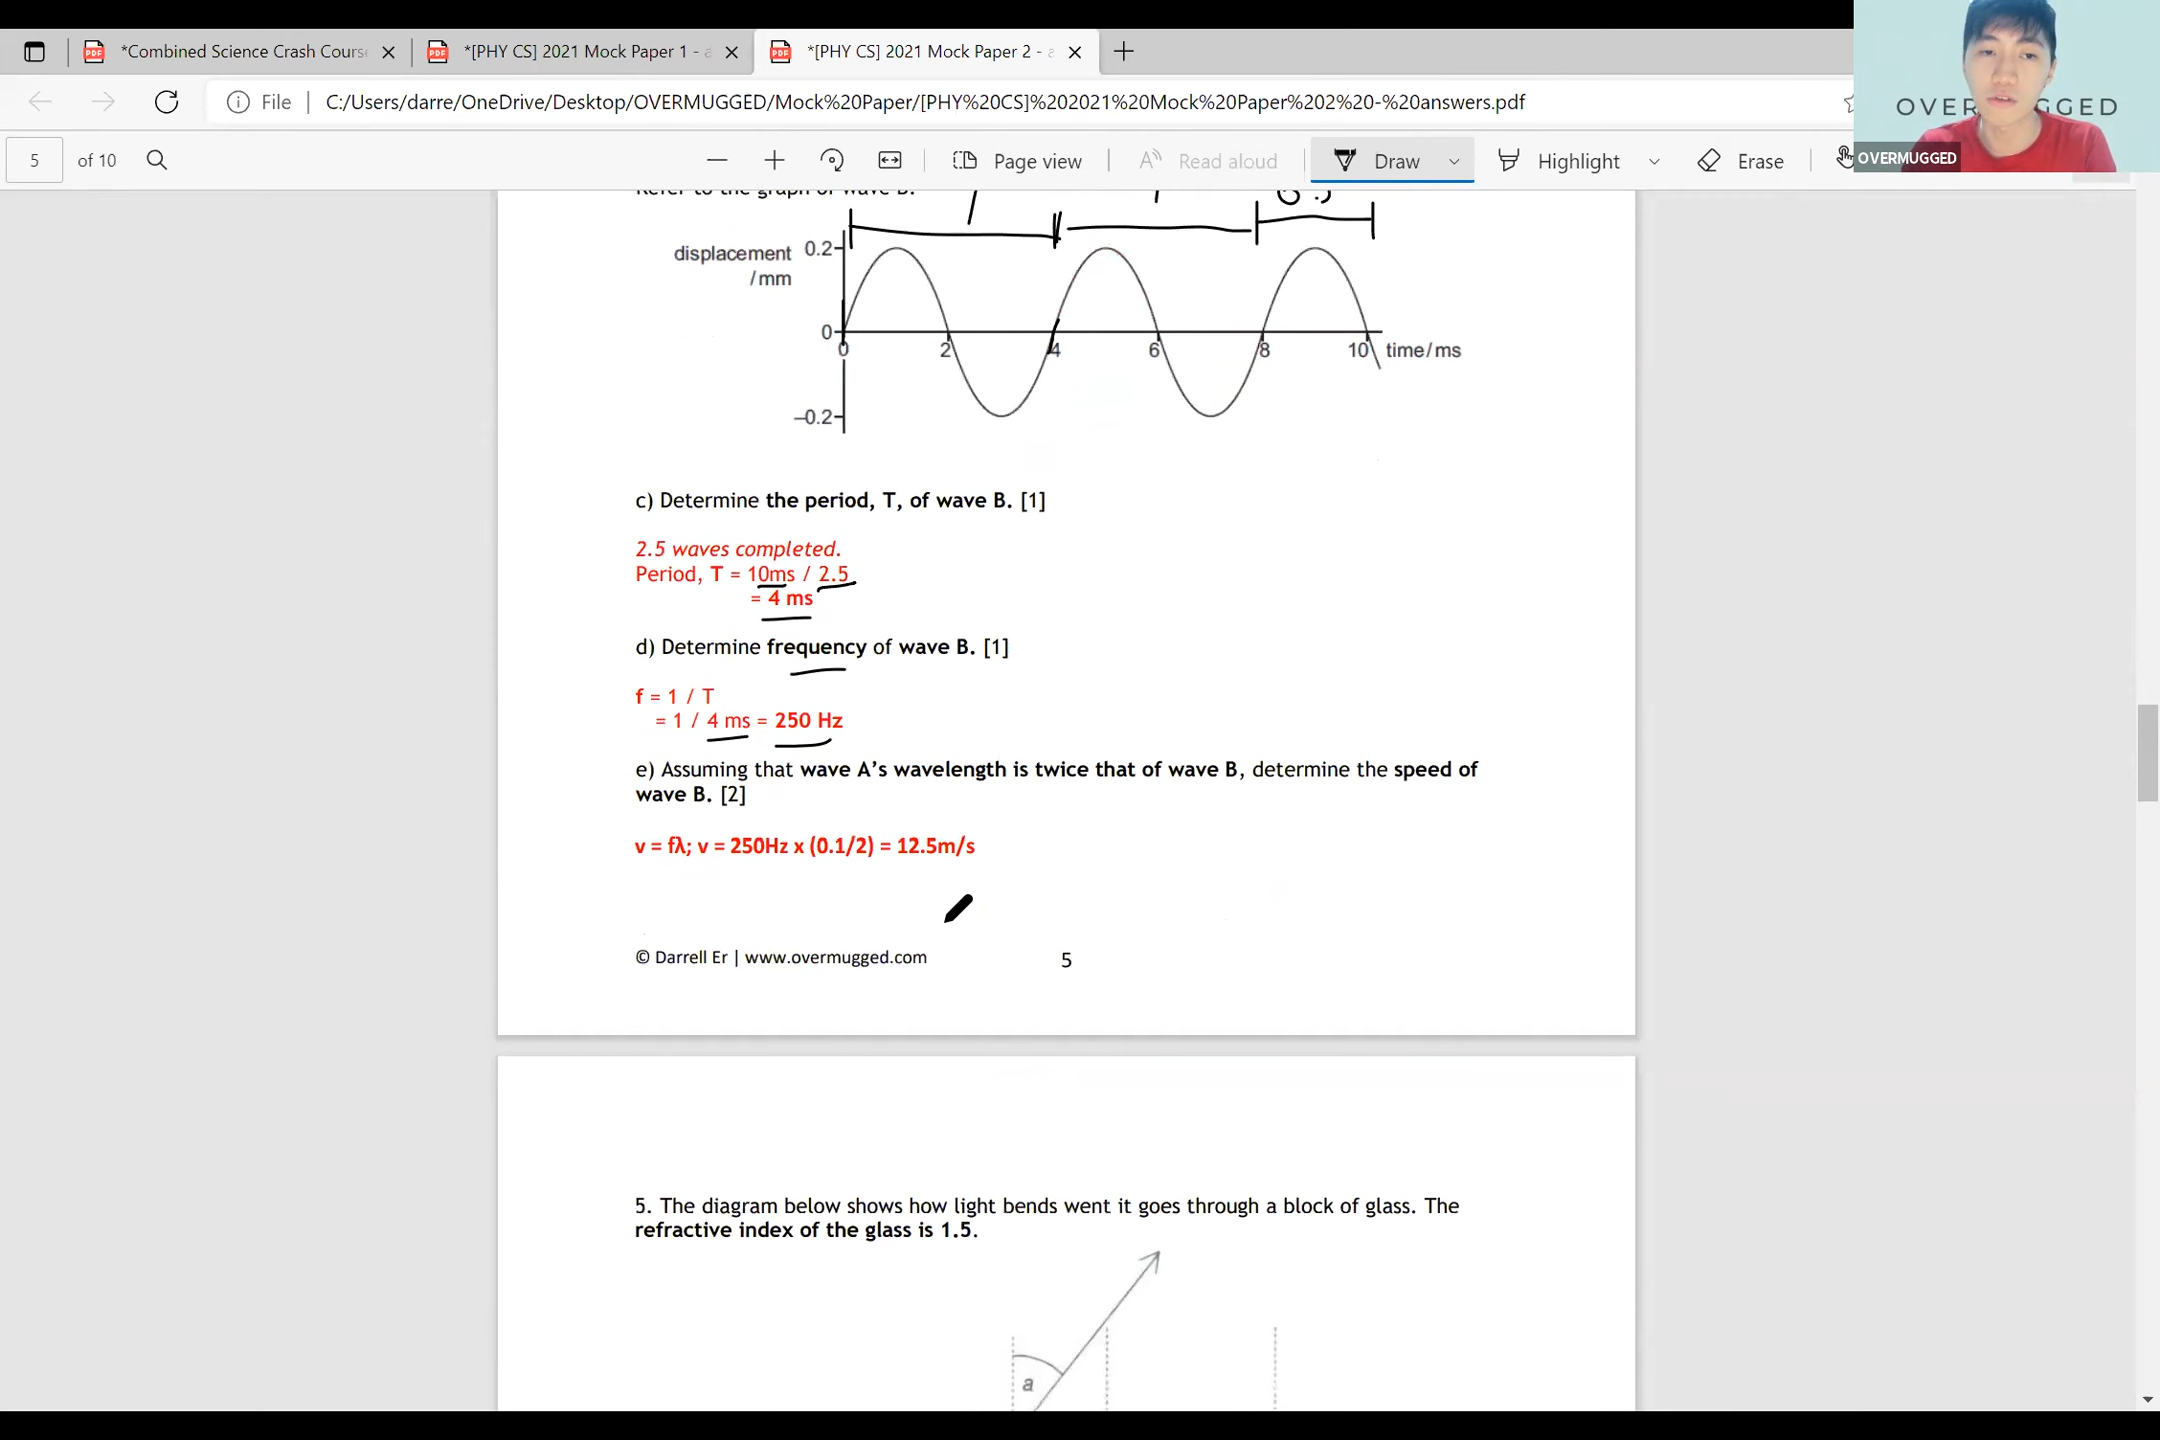 *Combined Science Crash Cours
*[PHY CS] 2021 Mock Paper 1 - a
*[PHY CS] 2021 Mock Paper 2 - a
File
C:/Users/darre/OneDrive/Desktop/OVERMUGGED/Mock%20Paper/[PHY%20CS]%202021%20Mock%20Paper%202%20-%20answers.pdf
OVERMUGGED
OVERMUGGED
5 of 10
Page view
Read aloud
Draw
Highlight
Erase
Refer to the graph of wave B.
displacement
/mm
0.2
0
-0.2
0 2 4 6 8 10 time/ms
c) Determine the period, T, of wave B. [1]
2.5 waves completed.
Period, T = 10ms / 2.5
= 4 ms
d) Determine frequency of wave B. [1]
f = 1 / T
= 1 / 4 ms = 250 Hz
e) Assuming that wave A’s wavelength is twice that of wave B, determine the speed of
wave B. [2]
v = fλ; v = 250Hz x (0.1/2) = 12.5m/s
© Darrell Er | www.overmugged.com
5
5. The diagram below shows how light bends went it goes through a block of glass. The
refractive index of the glass is 1.5.
a